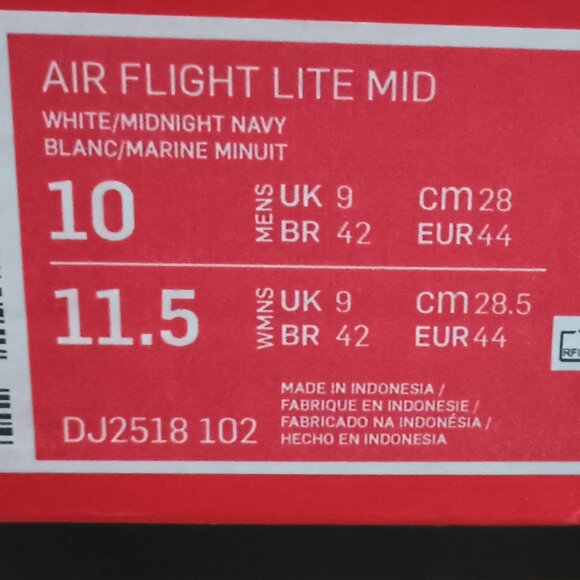 AIR FLIGHT LITE MID
WHITE/MIDNIGHT NAVY
BLANC/MARINE MINUIT
10 MENS UK 9 cm 28
BR 42 EUR 44
11.5 WMNS UK 9 cm 28.5
BR 42 EUR 44
DJ2518 102
MADE IN INDONESIA /
FABRIQUE EN INDONESIE /
FABRICADO NA INDONÉSIA /
HECHO EN INDONESIA